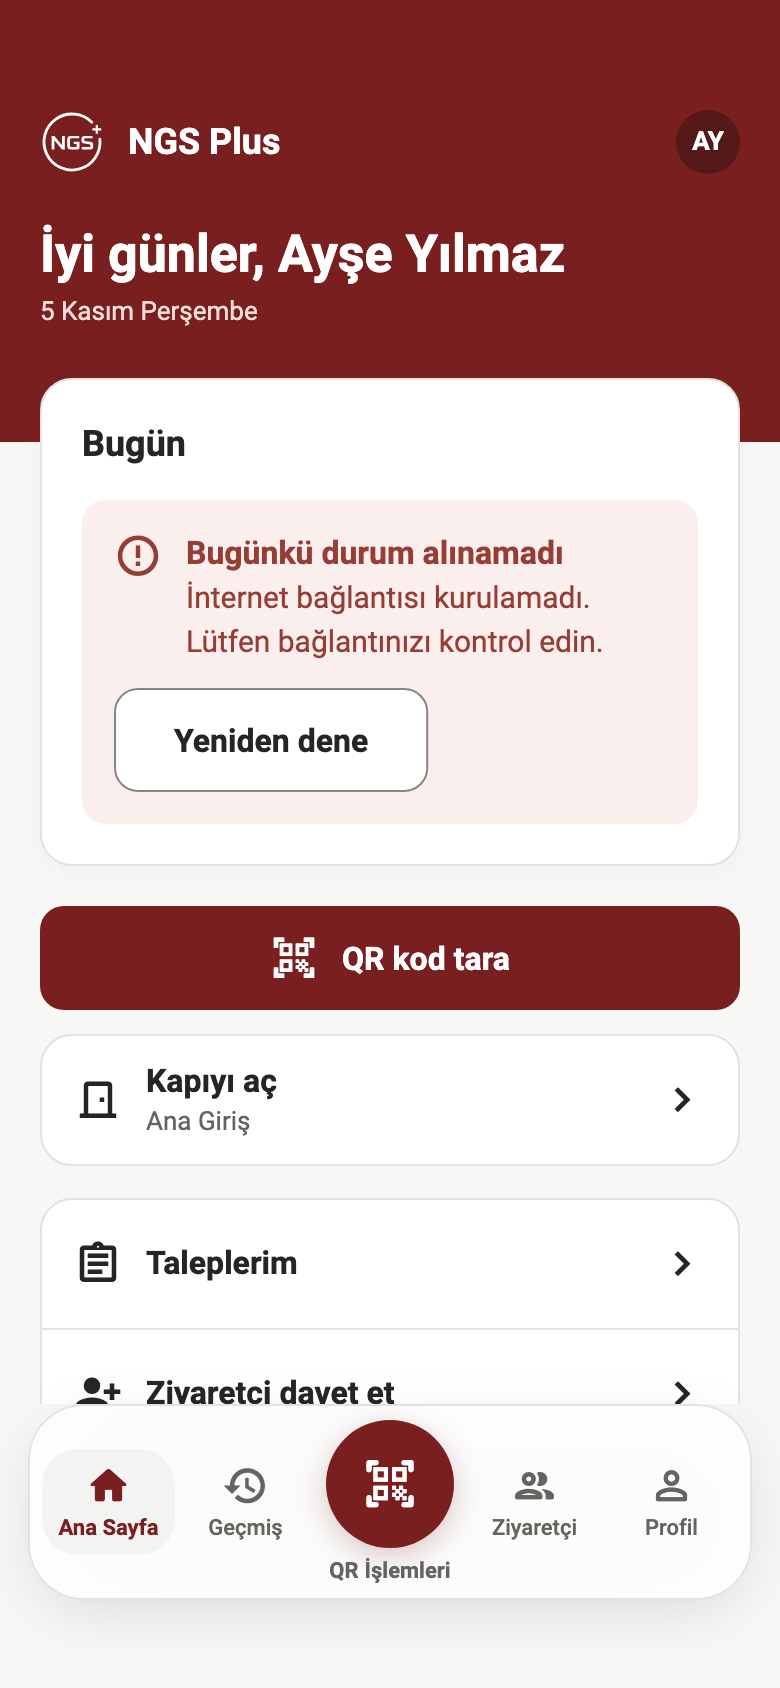 NGS+
NGS Plus
AY
İyi günler, Ayşe Yılmaz
5 Kasım Perşembe
Bugün
Bugünkü durum alınamadı
İnternet bağlantısı kurulamadı.
Lütfen bağlantınızı kontrol edin.
Yeniden dene
QR kod tara
Kapıyı aç
Ana Giriş
Taleplerim
Ziyaretçi davet et
Ana Sayfa
Geçmiş
QR İşlemleri
Ziyaretçi
Profil